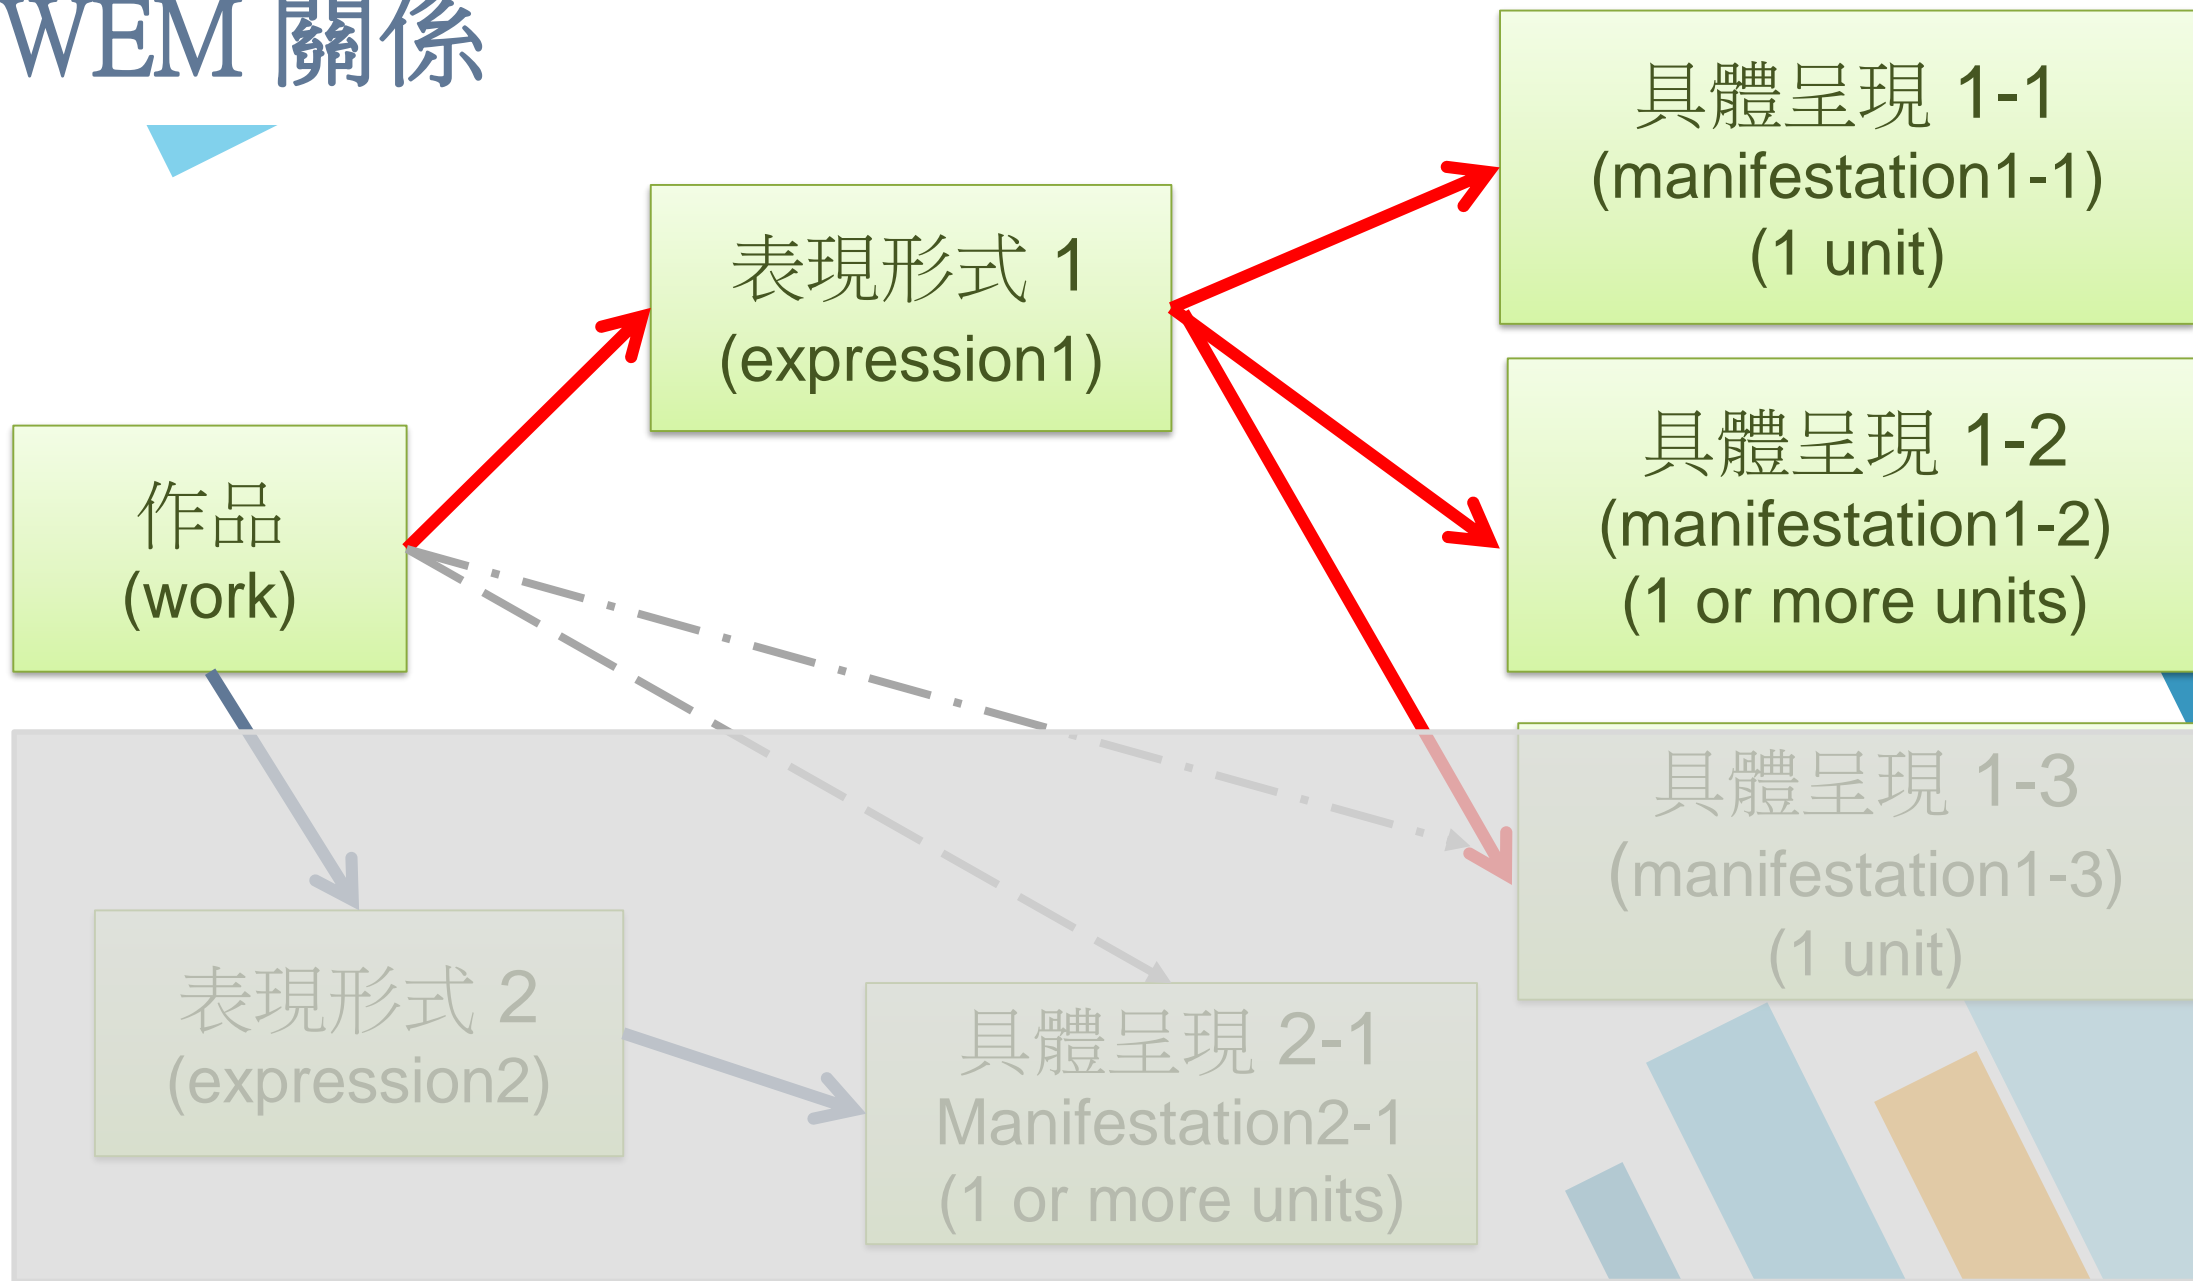 WEM 關係
具體呈現 1-1
(manifestation1-1)
(1 unit)
表現形式 1
(expression1)
具體呈現 1-2
(manifestation1-2)
(1 or more units)
作品
(work)
具體呈現 1-3
(manifestation1-3)
(1 unit)
表現形式 2
(expression2)
具體呈現 2-1
Manifestation2-1
(1 or more units)